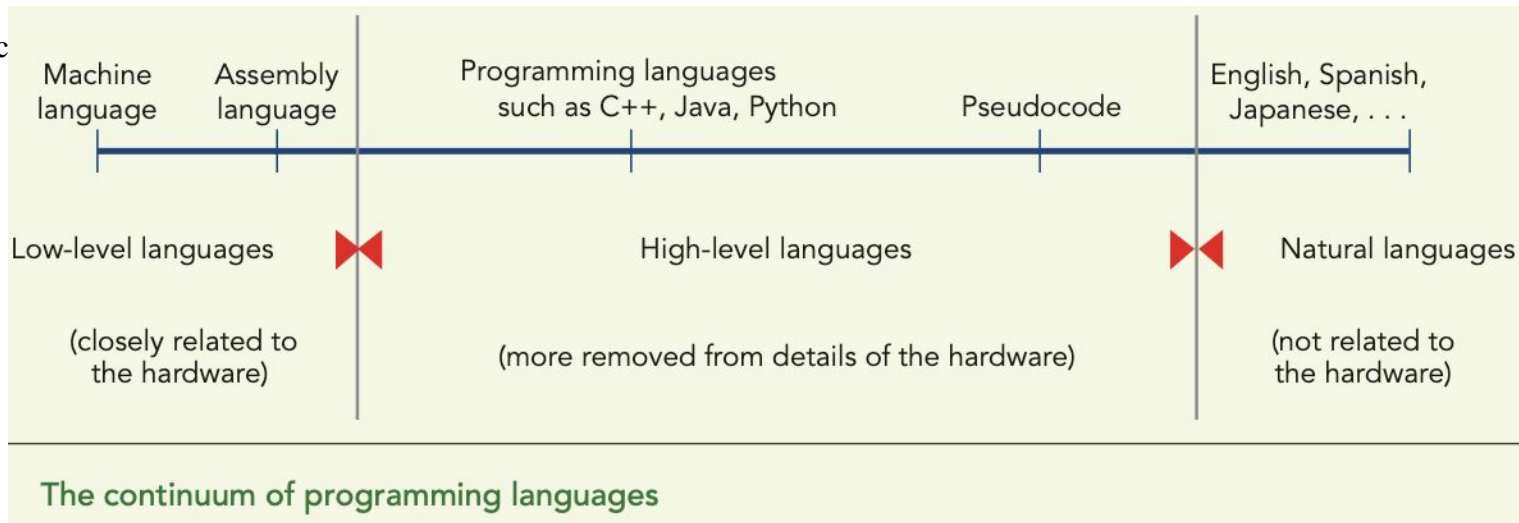 c
Machine
language
Assembly
language
Programming languages
such as C++, Java, Python
Pseudocode
English, Spanish,
Japanese, . . .
Low-level languages
High-level languages
Natural languages
(closely related to
the hardware)
(more removed from details of the hardware)
(not related to
the hardware)
The continuum of programming languages